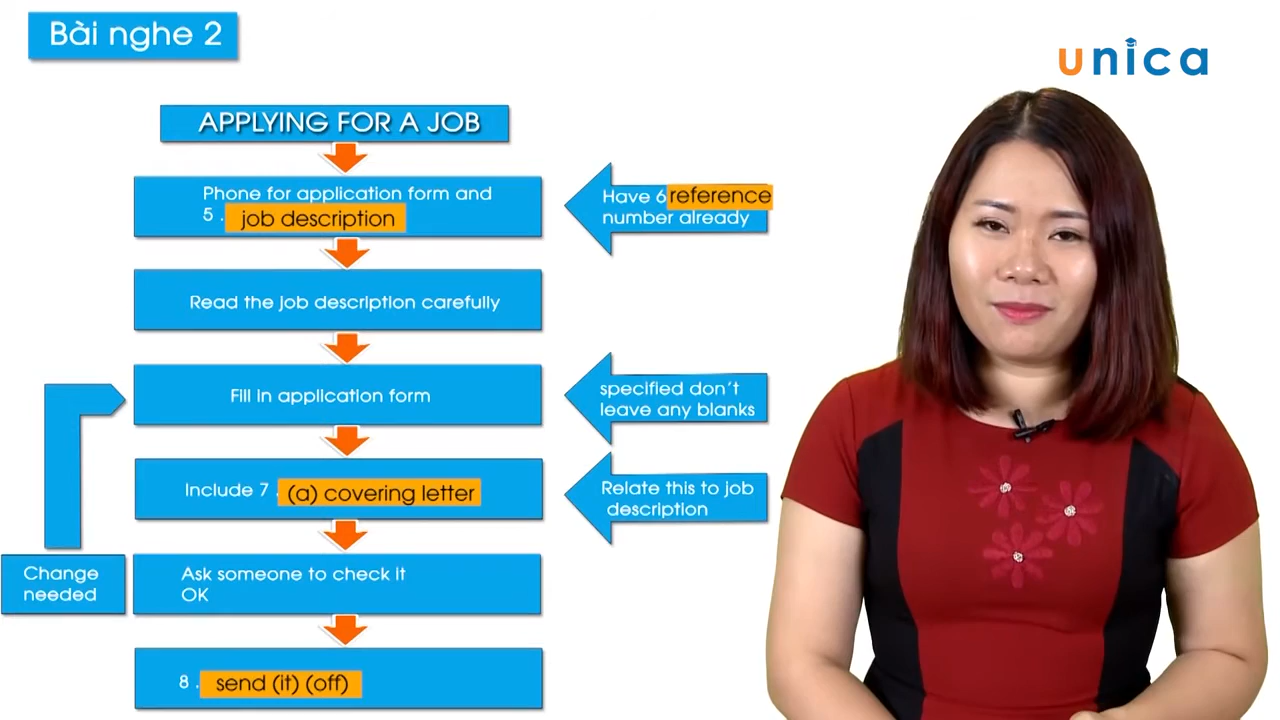 Bài nghe 2
unica
APPLYING FOR A JOB
Phone for application form and
5 . job description
Have 6 reference
number already
Read the job description carefully
Fill in application form
specified don't
leave any blanks
Include 7 . (a) covering letter
Relate this to job
description
Change
needed
Ask someone to check it
OK
8 . send (it) (off)